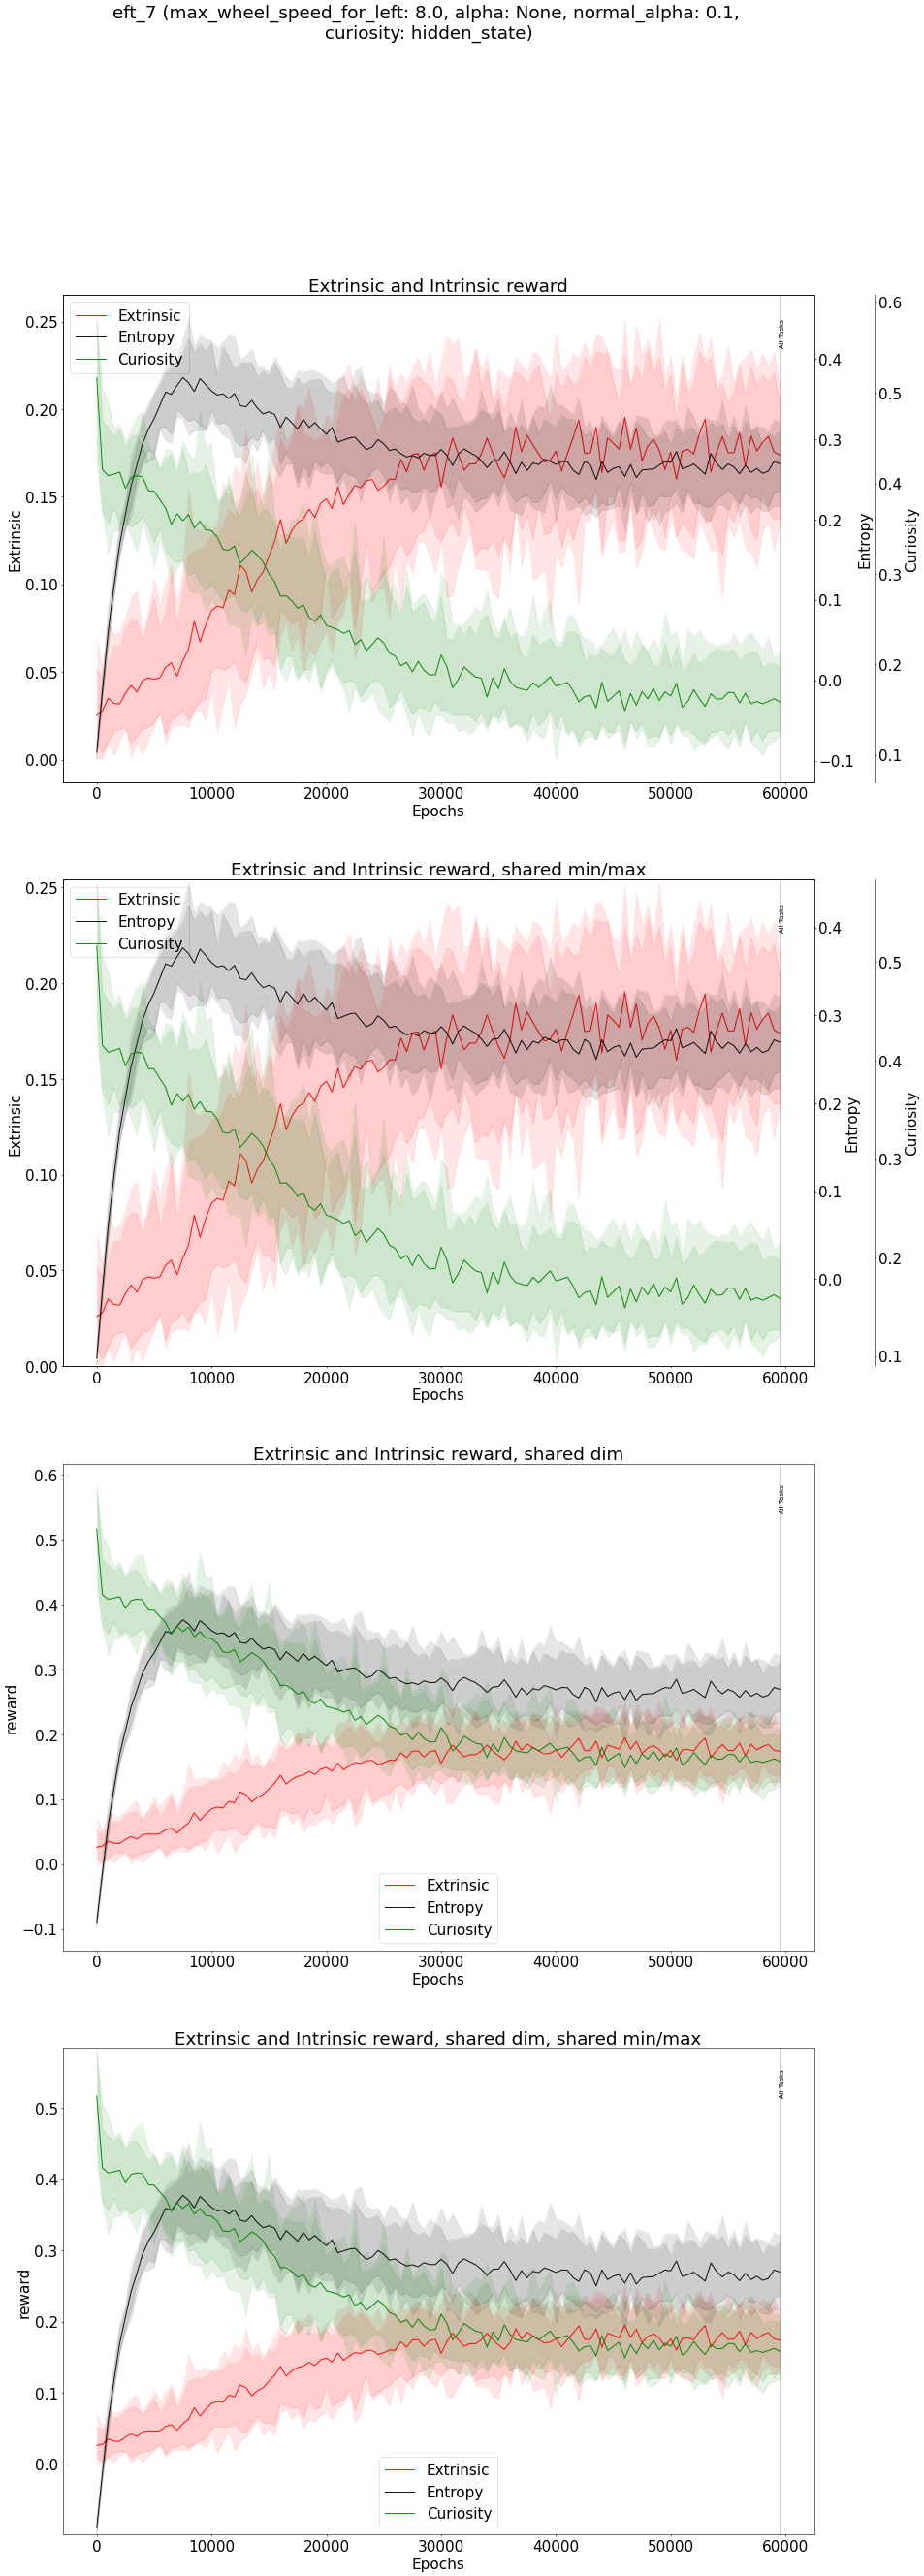 eft_7 (max_wheel_speed_for_left: 8.0, alpha: None, normal_alpha: 0.1,
curiosity: hidden_state)
Extrinsic and Intrinsic reward
Extrinsic
Entropy
Curiosity
All Tasks
0.25
0.20
0.15
0.10
0.05
0.00
Extrinsic
0.4
0.3
0.2
0.1
0.0
−0.1
Entropy
0.6
0.5
0.4
0.3
0.2
0.1
Curiosity
0 10000 20000 30000 40000 50000 60000
Epochs
Extrinsic and Intrinsic reward, shared min/max
Extrinsic
Entropy
Curiosity
All Tasks
0.25
0.20
0.15
0.10
0.05
0.00
Extrinsic
0.4
0.3
0.2
0.1
0.0
Entropy
0.5
0.4
0.3
0.2
0.1
Curiosity
0 10000 20000 30000 40000 50000 60000
Epochs
Extrinsic and Intrinsic reward, shared dim
All Tasks
0.6
0.5
0.4
0.3
0.2
0.1
0.0
−0.1
reward
Extrinsic
Entropy
Curiosity
0 10000 20000 30000 40000 50000 60000
Epochs
Extrinsic and Intrinsic reward, shared dim, shared min/max
All Tasks
0.5
0.4
0.3
0.2
0.1
0.0
reward
Extrinsic
Entropy
Curiosity
0 10000 20000 30000 40000 50000 60000
Epochs